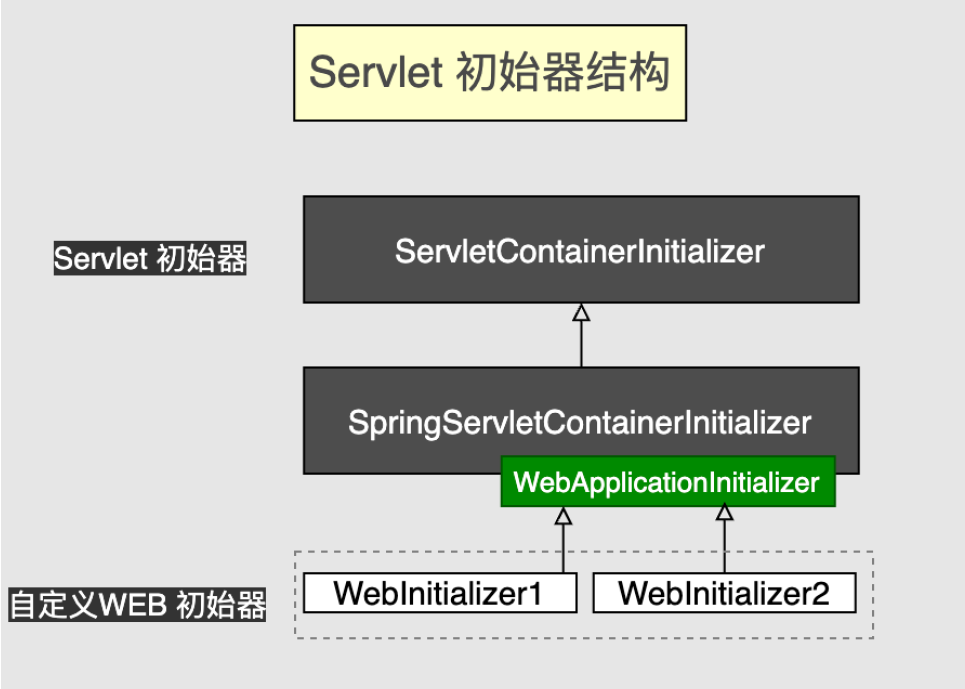 Servlet 初始器结构
Servlet 初始器
ServletContainerInitializer
SpringServletContainerInitializer
WebApplicationInitializer
自定义WEB 初始器
WebInitializer1
WebInitializer2